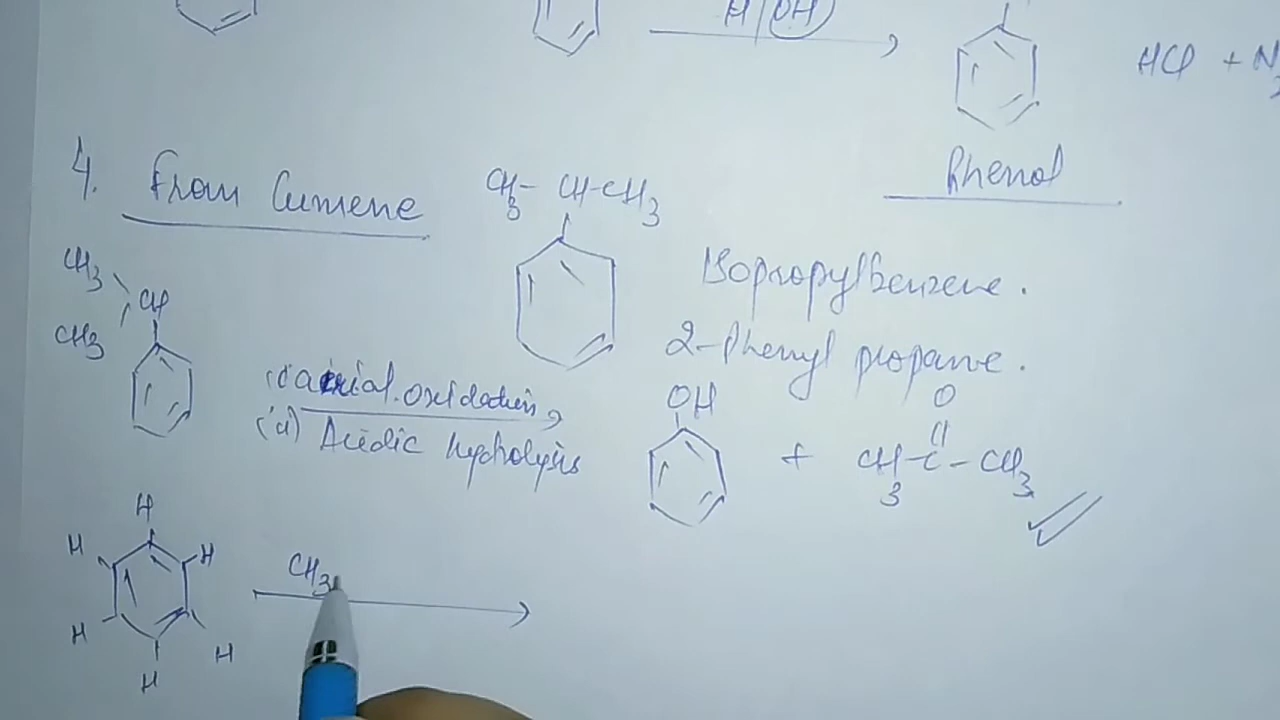 H/OH
HCl + N2
Phenol
4. From Cumene
CH3-CH-CH3
Isopropylbenzene.
2-Phenyl propane.
CH3
CH
CH3
(i) aerial oxidation
(ii) Acidic hydrolysis
OH
+
O
CH3-C-CH3
H
H
H
CH3
H
H
H